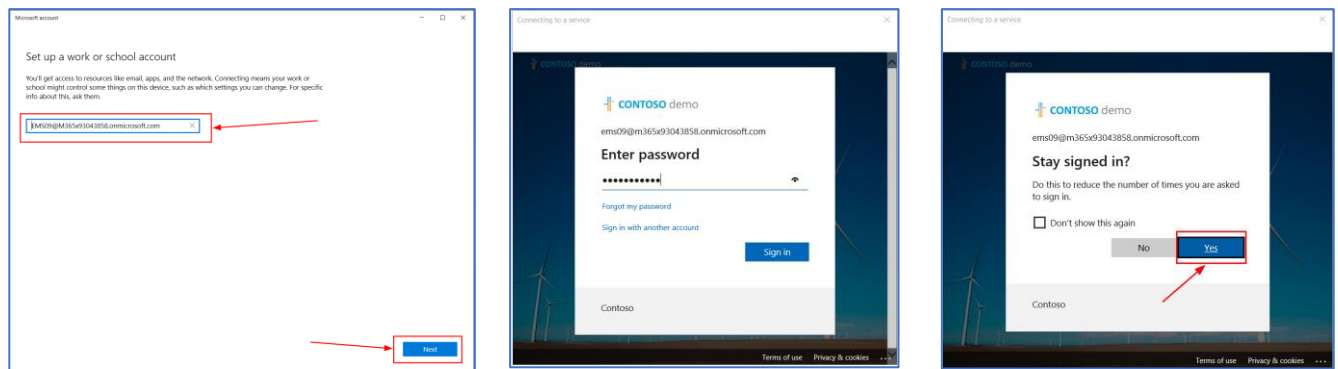 Microsoft account
Set up a work or school account
You'll get access to resources like email, apps, and the network. Connecting means your work or
school might control some things on this device, such as which settings you can change. For specific
info about this, ask them.
EMS09@M365x93043858.onmicrosoft.com
Next
Connecting to a service
CONTOSO demo
CONTOSO demo
ems09@m365x93043858.onmicrosoft.com
Enter password
Forgot my password
Sign in with another account
Sign in
Contoso
Terms of use Privacy & cookies ...
Connecting to a service
CONTOSO demo
CONTOSO demo
ems09@m365x93043858.onmicrosoft.com
Stay signed in?
Do this to reduce the number of times you are asked
to sign in.
Don't show this again
No Yes
Contoso
Terms of use Privacy & cookies ...